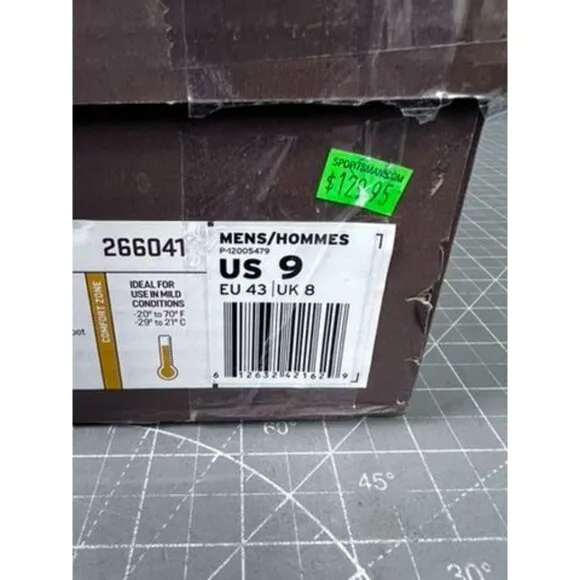 SPORTSMANS.COM
$129.95
266041
MENS/HOMMES
P-12005479
US 9
EU 43 | UK 8
COMFORT ZONE
IDEAL FOR
USE IN MILD
CONDITIONS
-20° to 70° F
-29° to 21° C
6 12632 42162 9
60°
45°
30°